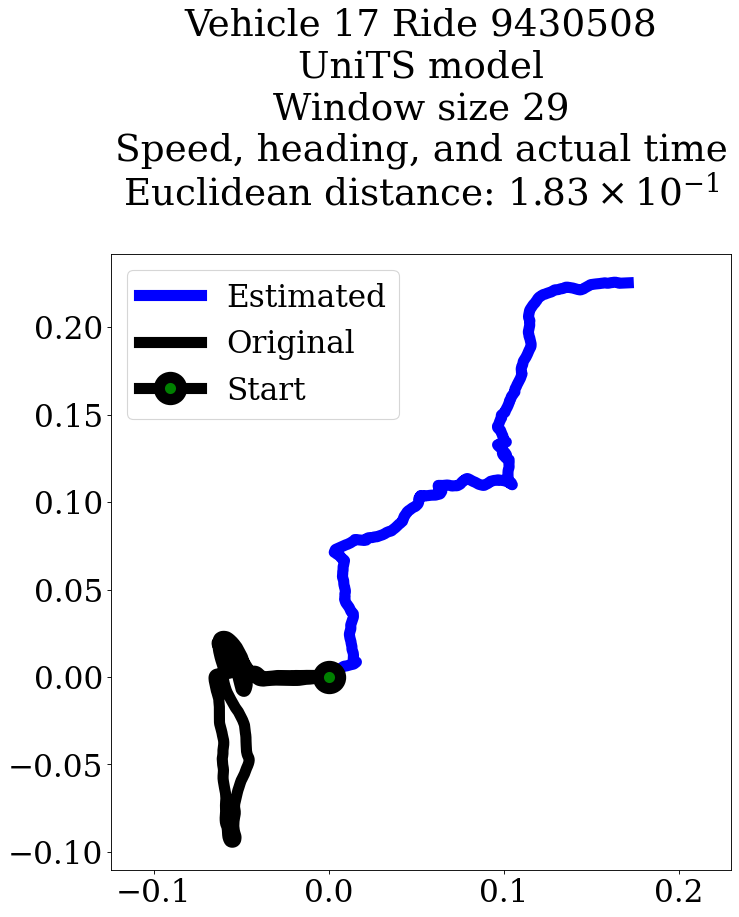 Vehicle 17 Ride 9430508
UniTS model
Window size 29
Speed, heading, and actual time
Euclidean distance: $1.83 \times 10^{-1}$
Estimated
Original
Start
0.20
0.15
0.10
0.05
0.00
−0.05
−0.10
−0.1 0.0 0.1 0.2